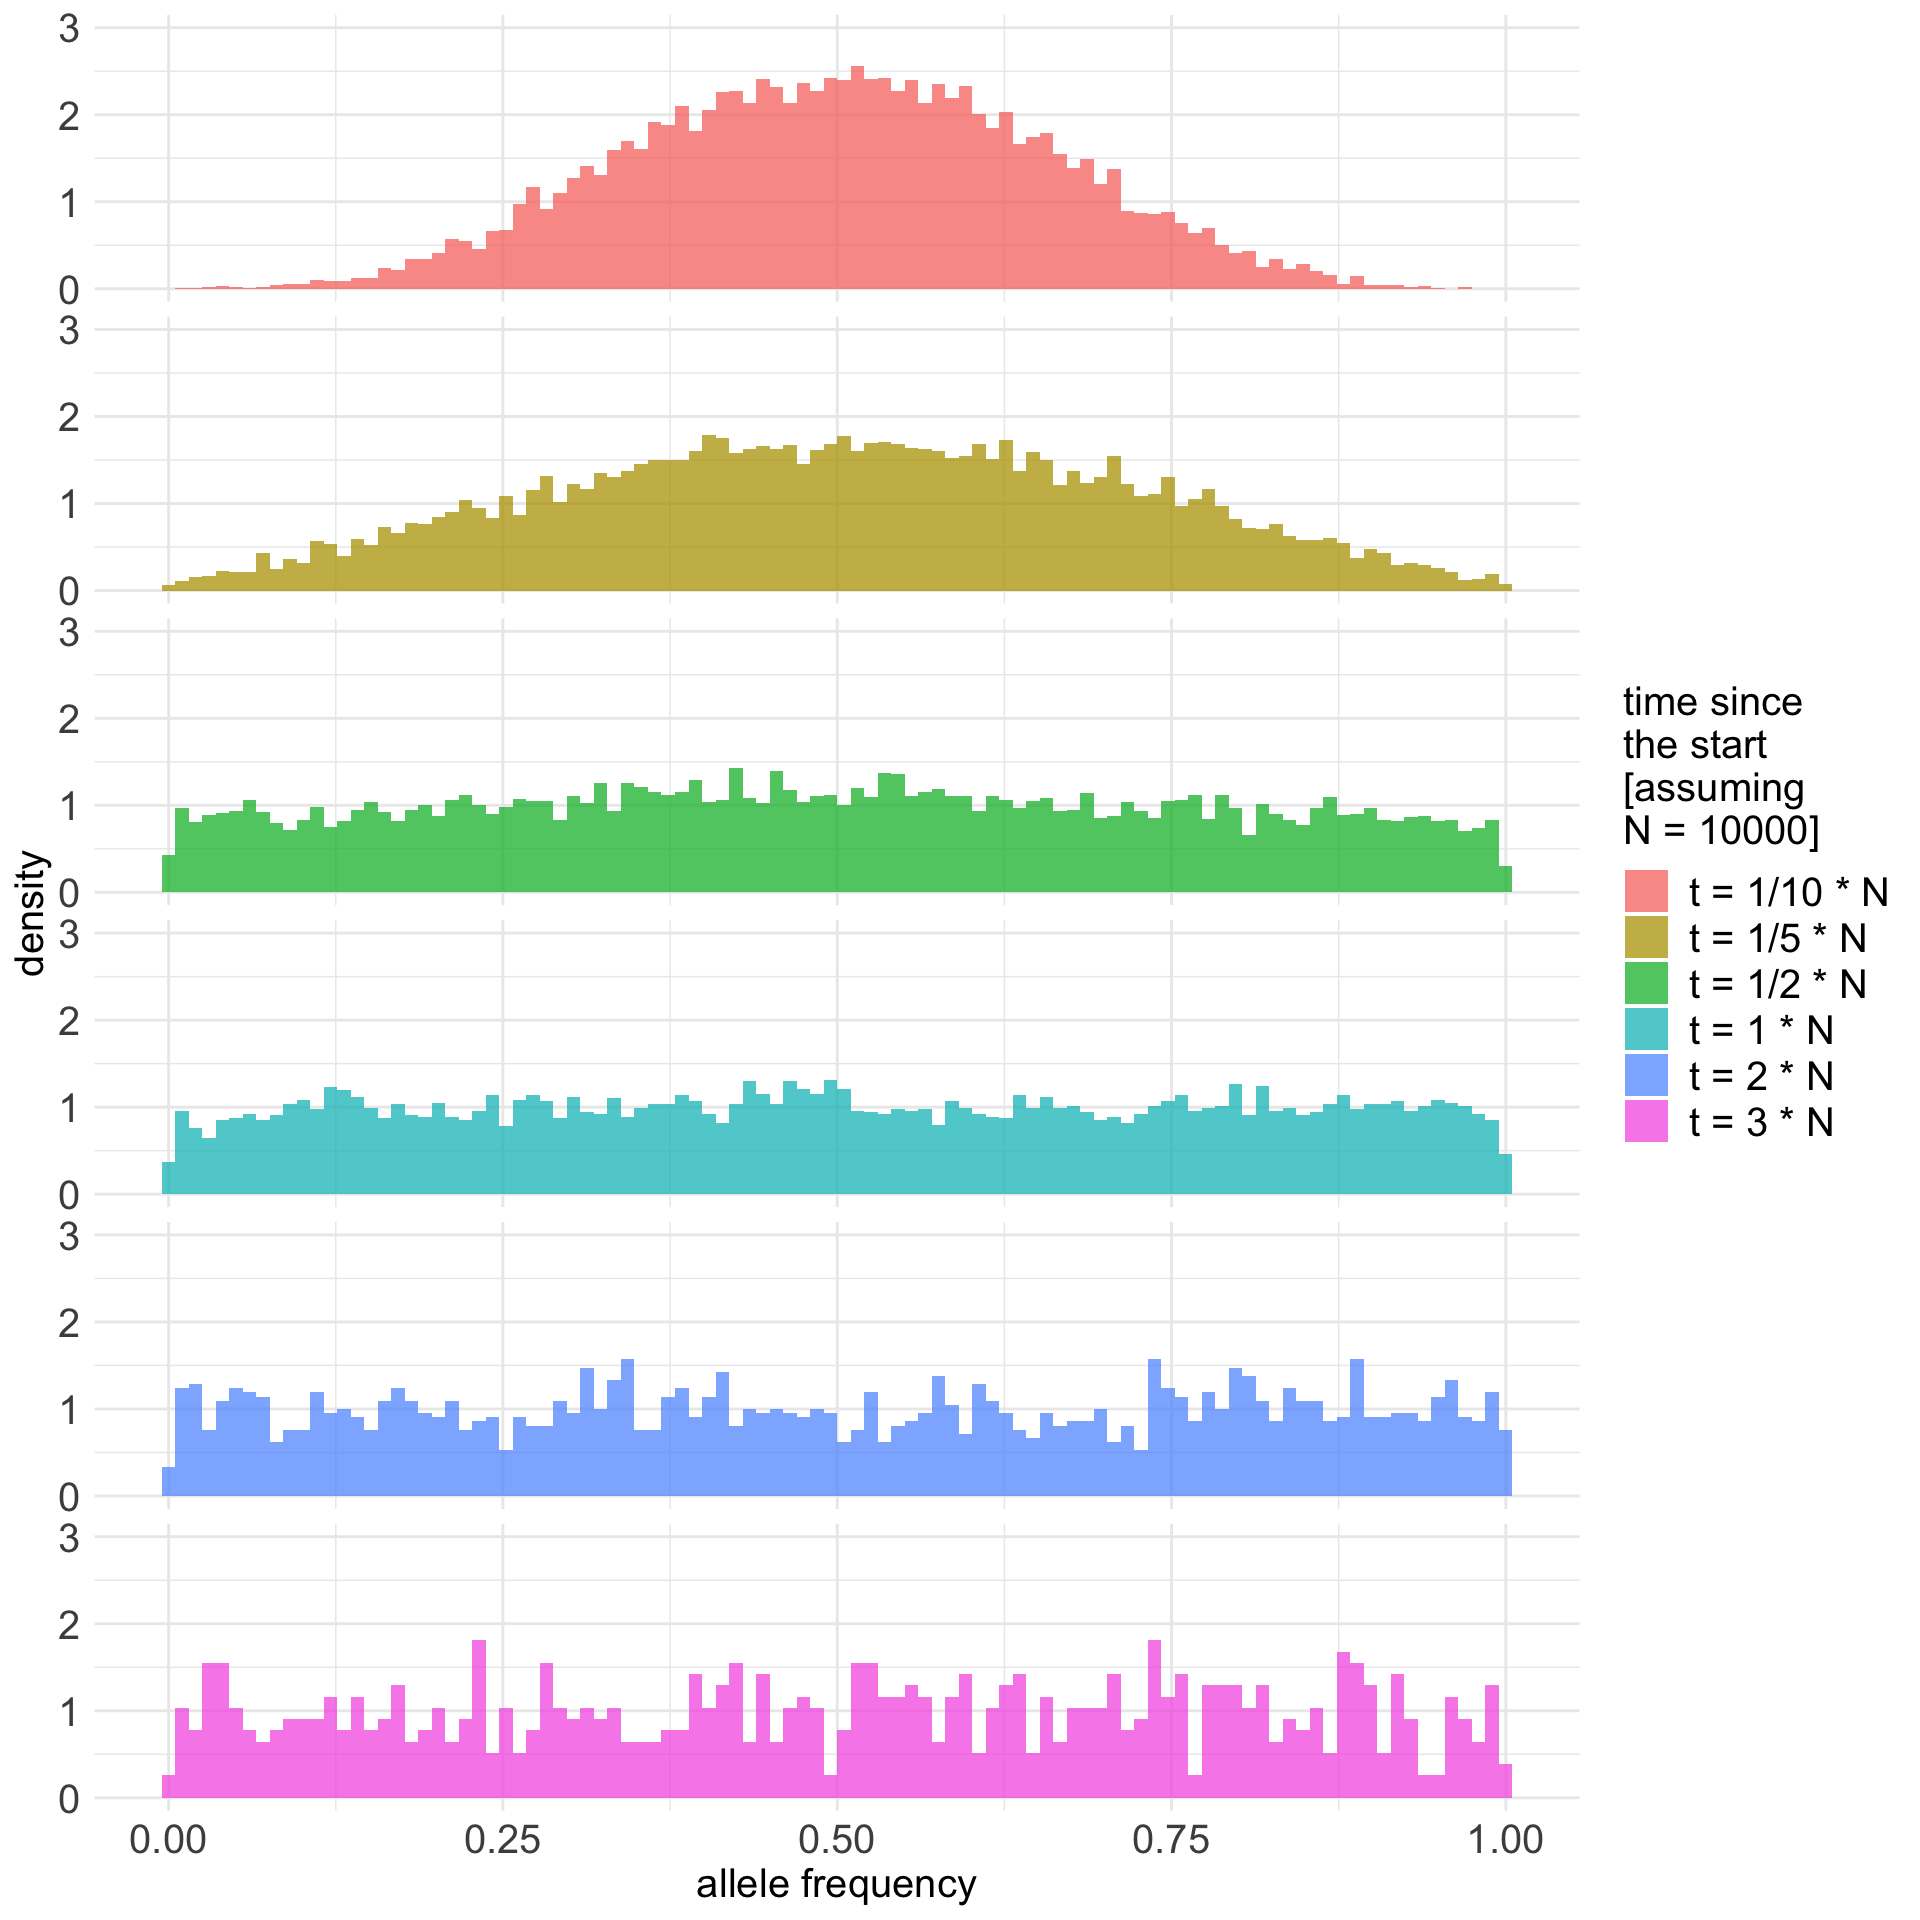 3
2
1
0
3
2
1
0
3
2
1
0
3
2
1
0
3
2
1
0
3
2
1
0
density
0.00 0.25 0.50 0.75 1.00
allele frequency
time since
the start
[assuming
N = 10000]
t = 1/10 * N
t = 1/5 * N
t = 1/2 * N
t = 1 * N
t = 2 * N
t = 3 * N